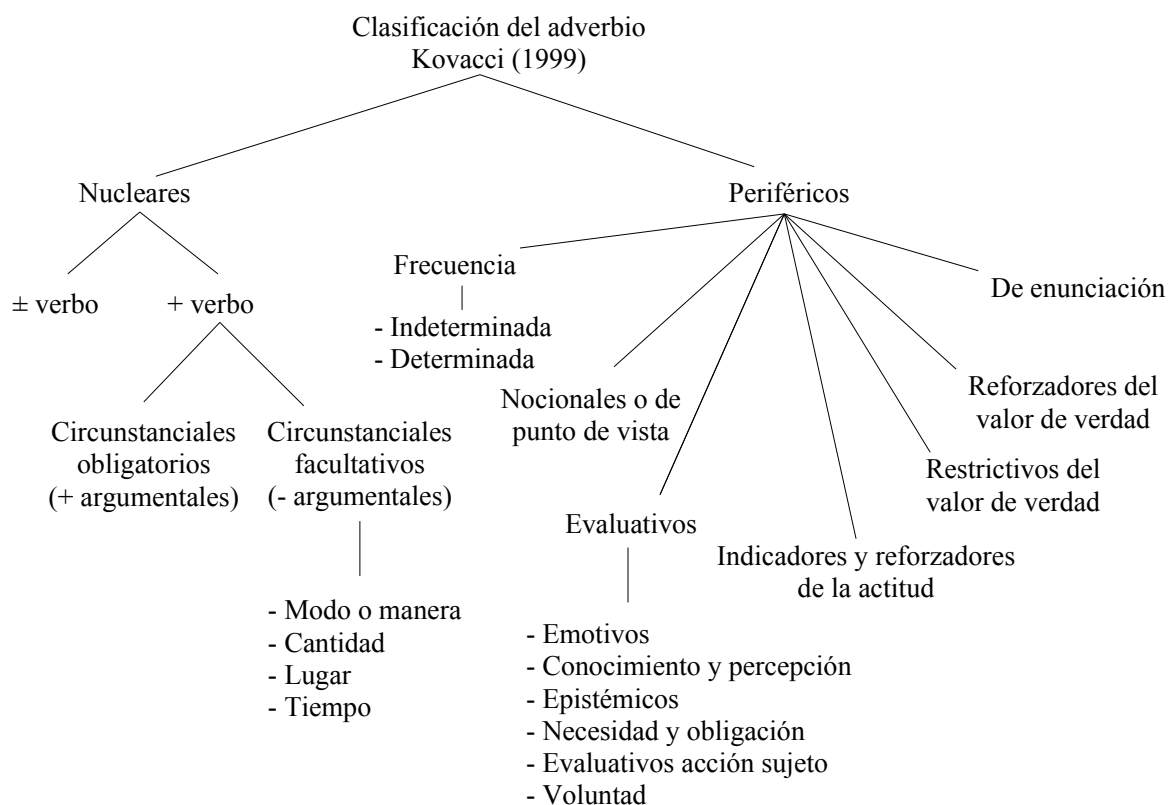 Clasificación del adverbio
Kovacci (1999)
Nucleares
Periféricos
± verbo
+ verbo
Circunstanciales
obligatorios
(+ argumentales)
Circunstanciales
facultativos
(- argumentales)
- Modo o manera
- Cantidad
- Lugar
- Tiempo
Frecuencia
- Indeterminada
- Determinada
Nocionales o de
punto de vista
Evaluativos
- Emotivos
- Conocimiento y percepción
- Epistémicos
- Necesidad y obligación
- Evaluativos acción sujeto
- Voluntad
Indicadores y reforzadores
de la actitud
Restrictivos del
valor de verdad
Reforzadores del
valor de verdad
De enunciación